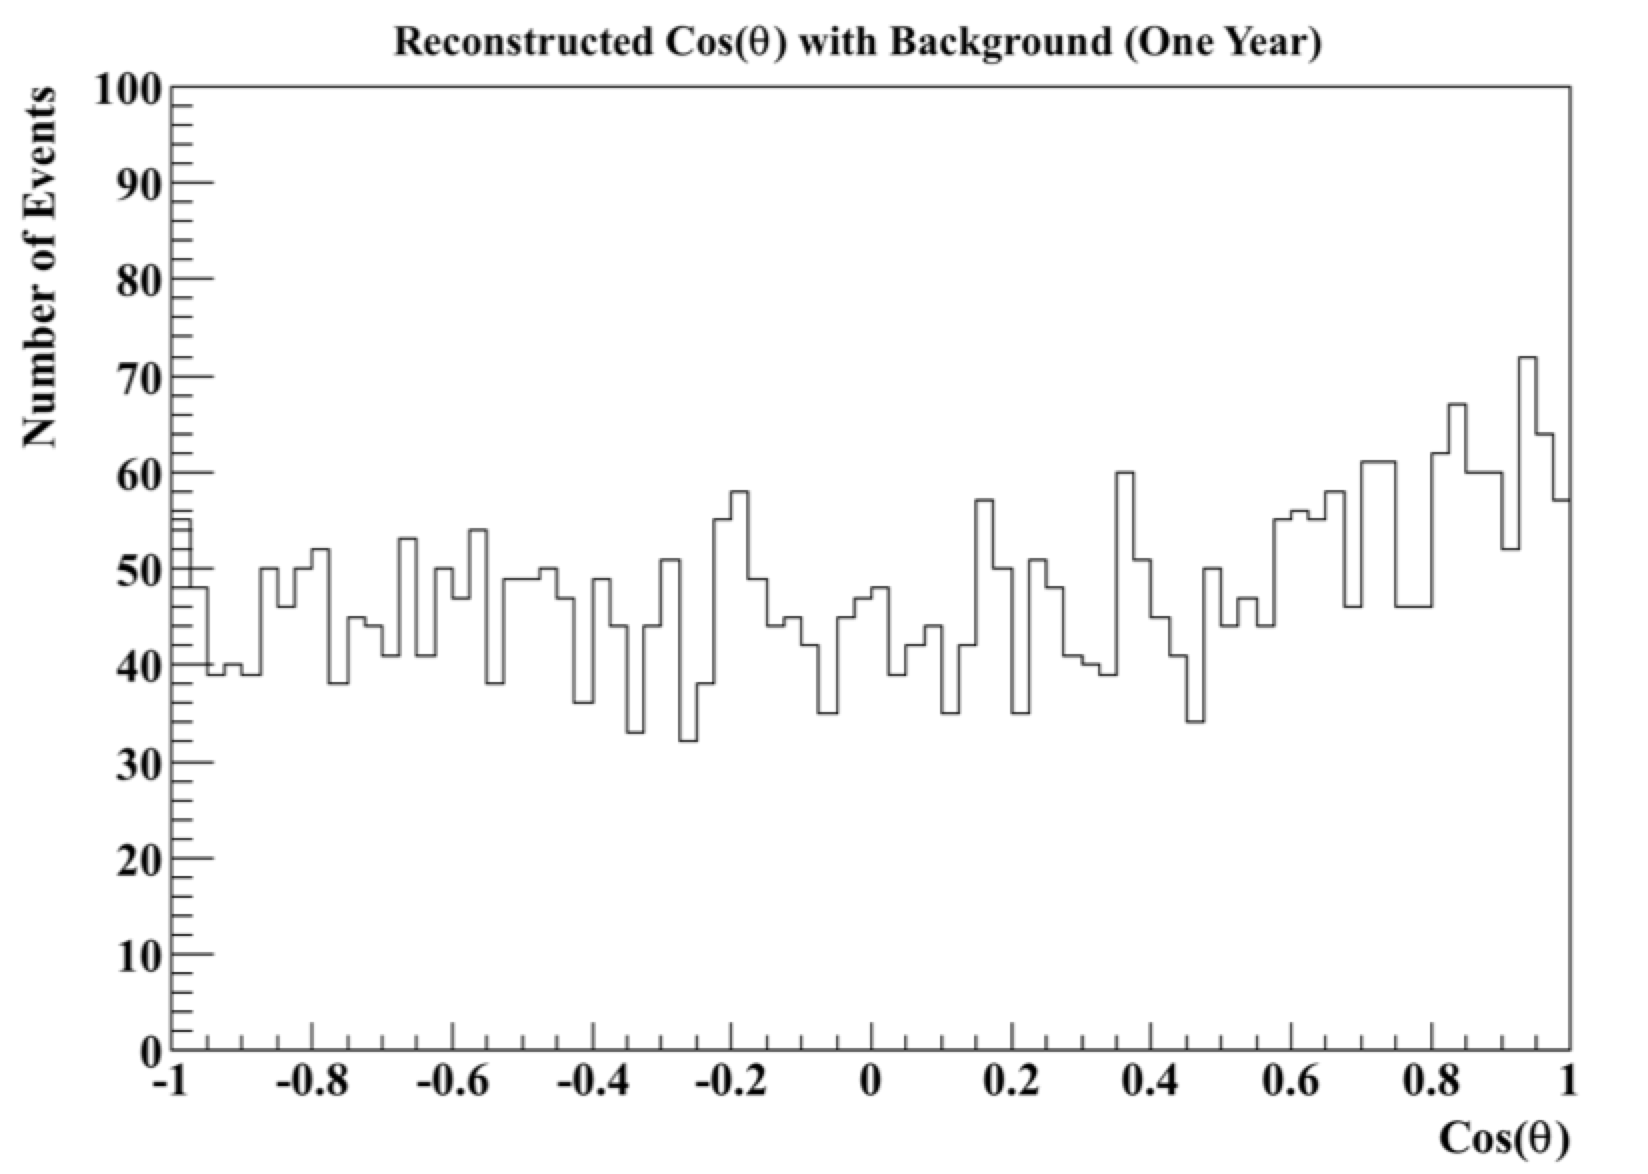 Reconstructed Cos(θ) with Background (One Year)
Number of Events
100
90
80
70
60
50
40
30
20
10
0
-1 -0.8 -0.6 -0.4 -0.2 0 0.2 0.4 0.6 0.8 1
Cos(θ)